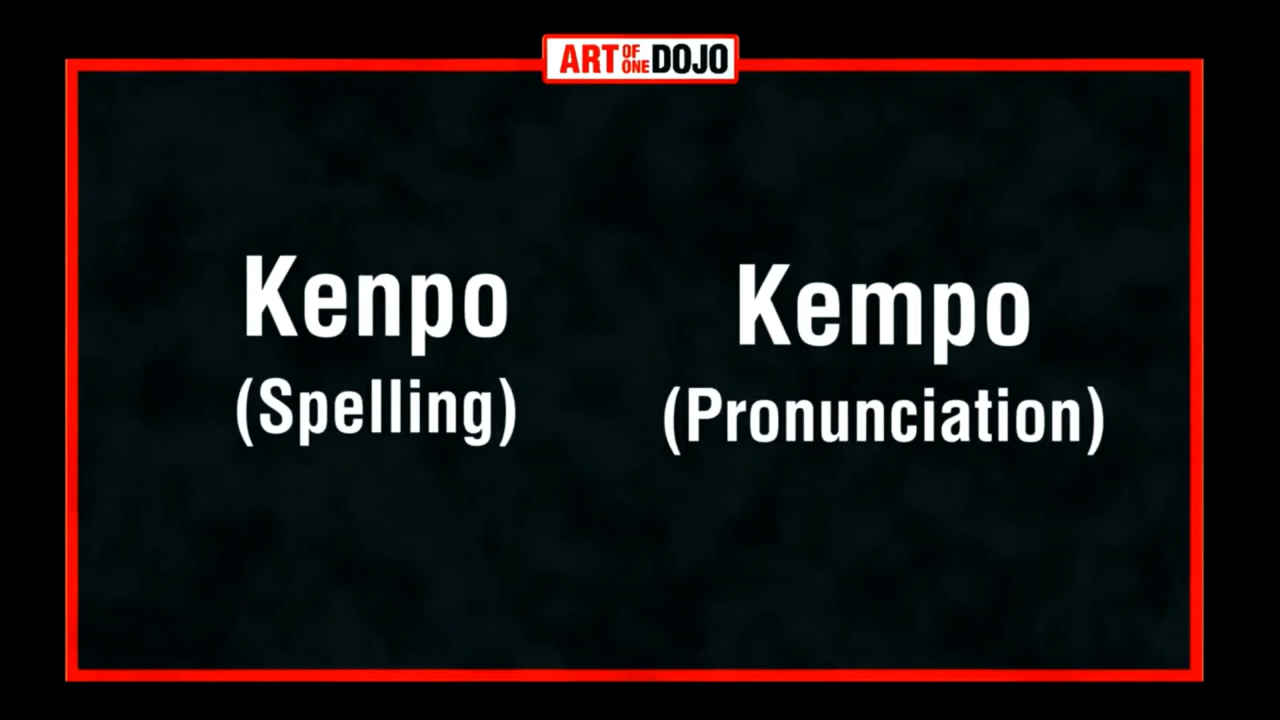 ART OF ONE DOJO
Kenpo
(Spelling)
Kempo
(Pronunciation)